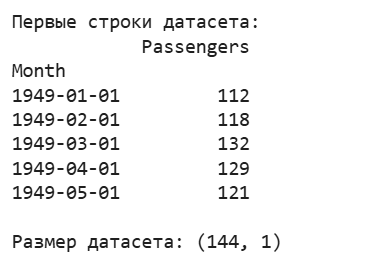 Первые строки датасета:
Passengers
Month
1949-01-01 112
1949-02-01 118
1949-03-01 132
1949-04-01 129
1949-05-01 121
Размер датасета: (144, 1)